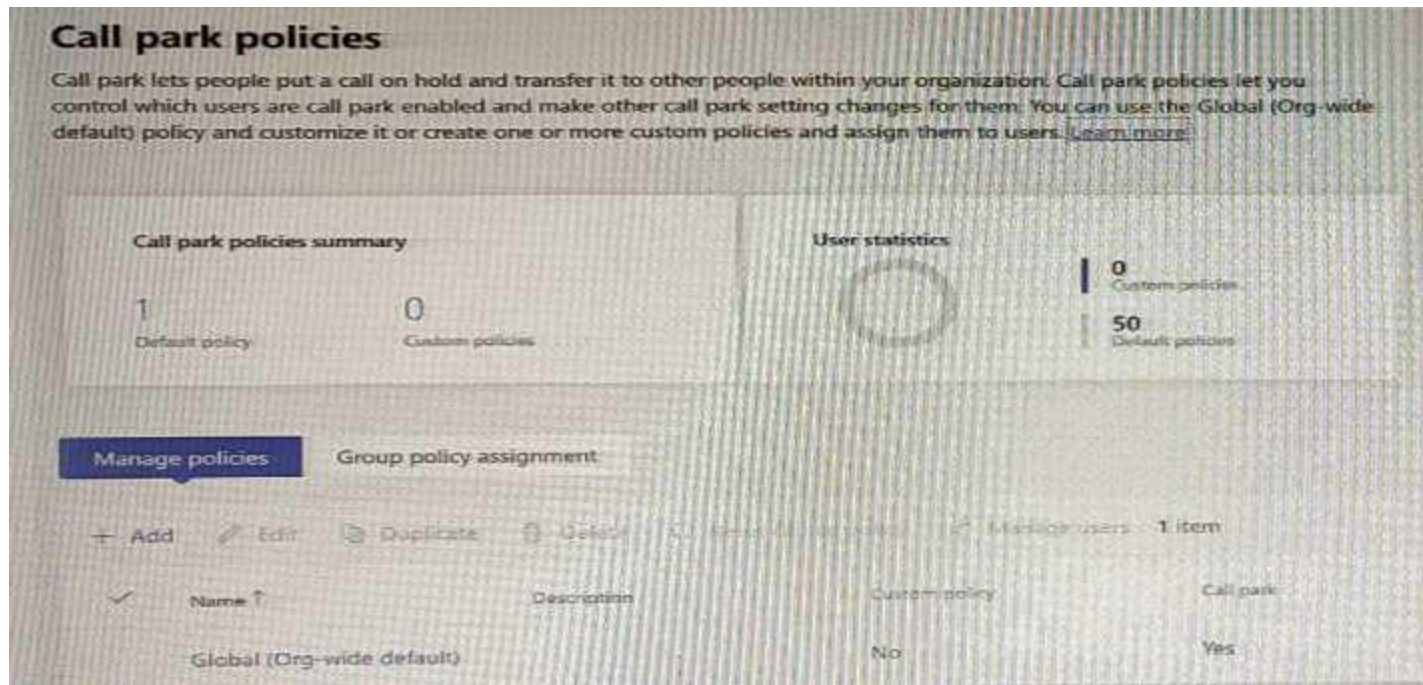 Call park policies
Call park lets people put a call on hold and transfer it to other people within your organization. Call park policies let you
control which users are call park enabled and make other call park setting changes for them. You can use the Global (Org-wide
default) policy and customize it or create one or more custom policies and assign them to users. Learn more
Call park policies summary
User statistics
0
Custom policies
1
0
50
Default policy
Custom policies
Default policies
Manage policies
Group policy assignment
+ Add
Edit
Duplicate
Delete
Manage users
1 item
Name ↑
Description
Custom policy
Call park
Global (Org-wide default)
No
Yes